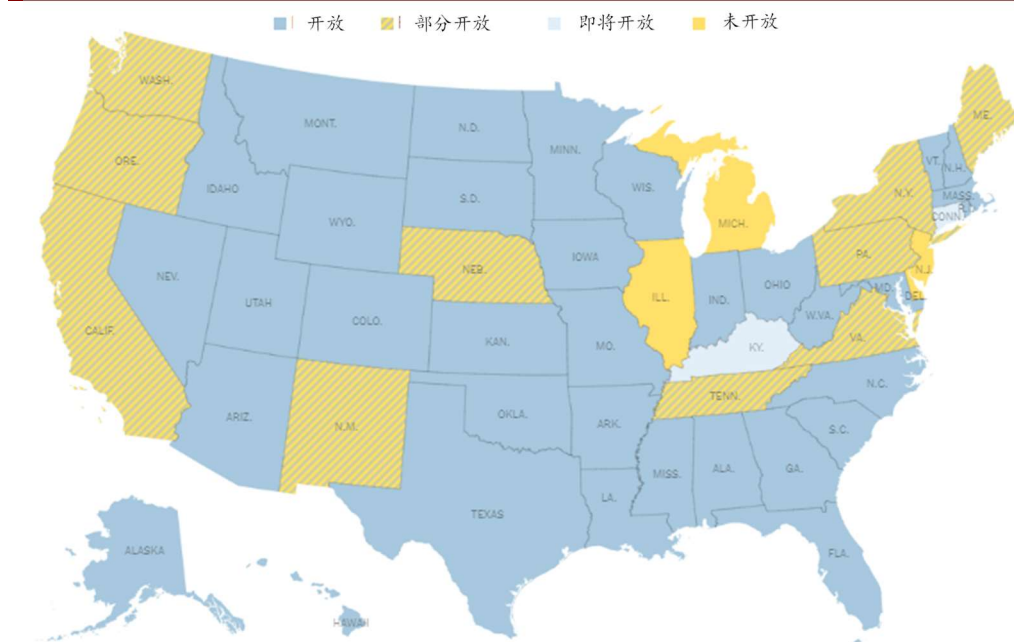 开放 部分开放 即将开放 未开放
WASH.
MONT.
N.D.
MINN.
ME.
ORE.
IDAHO
S.D.
WIS.
MICH.
VT.
N.H.
N.Y.
MASS.
R.I.
CONN
WYO.
NEB.
IOWA
PA.
N.J.
NEV.
UTAH
COLO.
ILL.
IND.
OHIO
MD.
DEL.
W.VA.
VA.
CALIF.
KAN.
MO.
KY.
ARIZ.
N.M.
OKLA.
ARK.
TENN.
N.C.
S.C.
TEXAS
LA.
MISS.
ALA.
GA.
FLA.
ALASKA
HAWAII